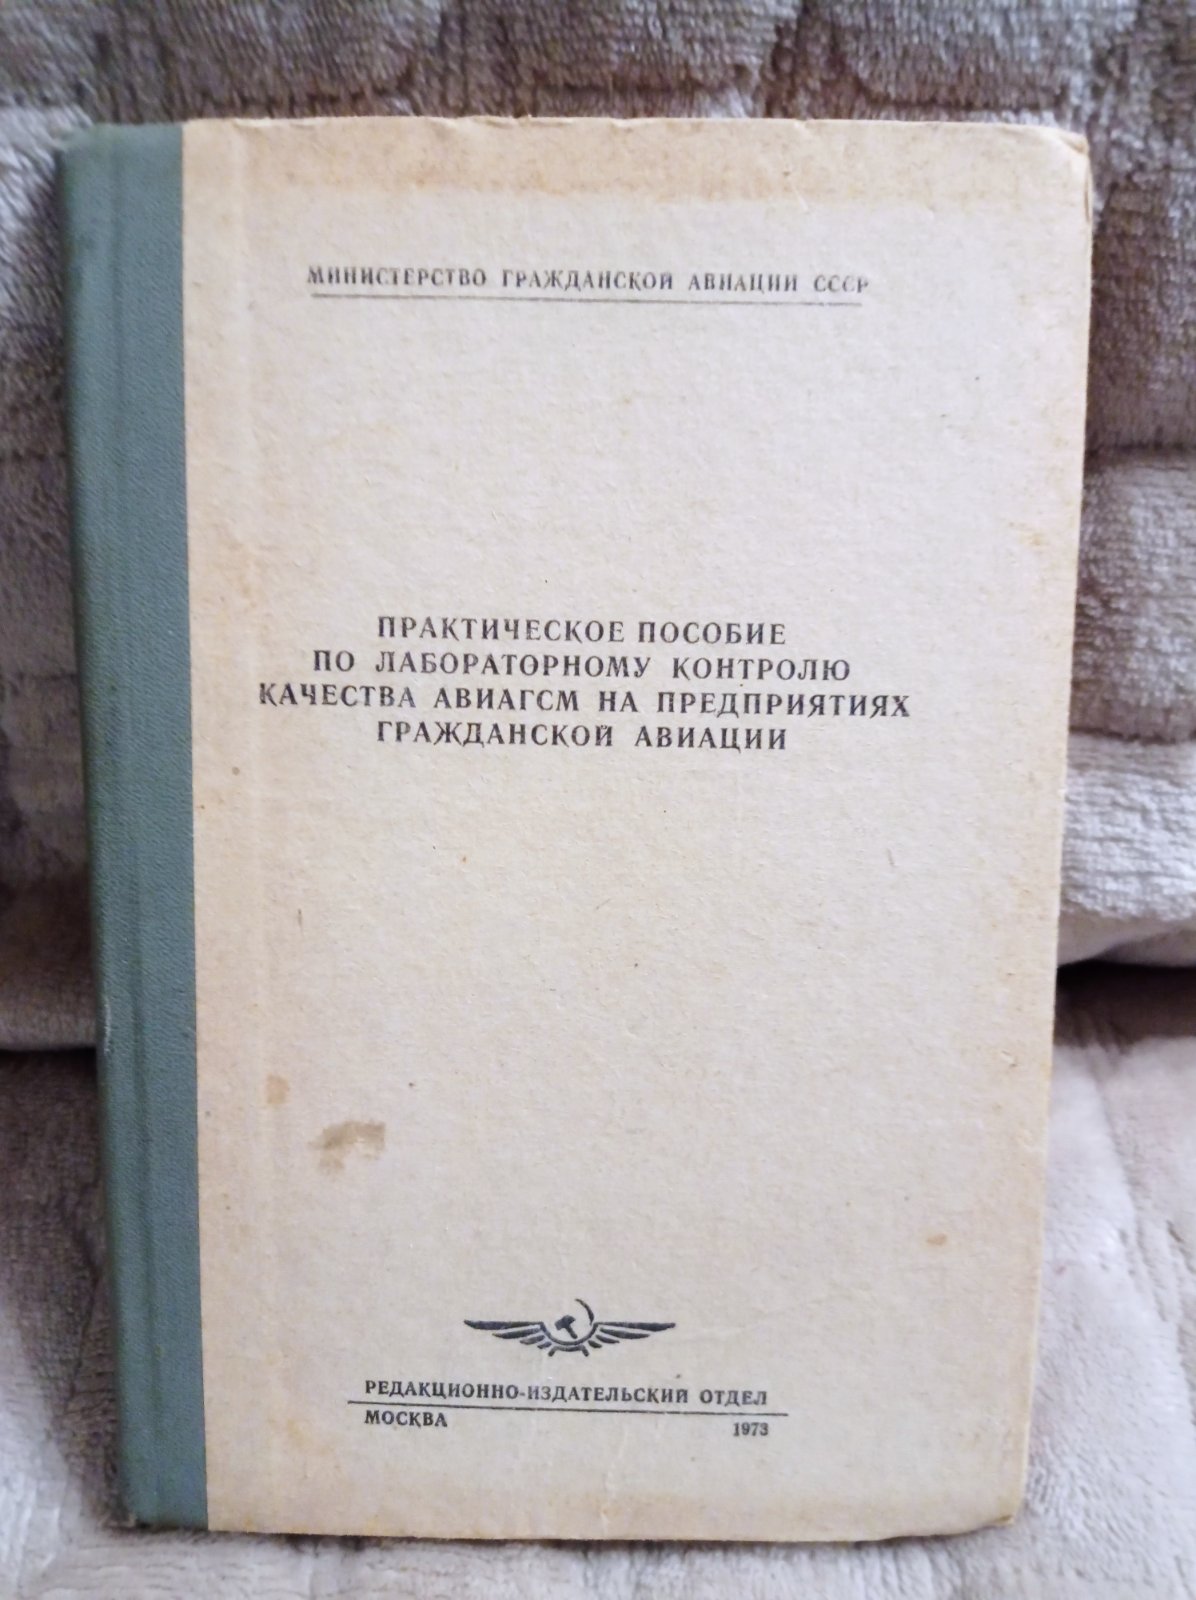 МИНИСТЕРСТВО ГРАЖДАНСКОЙ АВИАЦИИ СССР
ПРАКТИЧЕСКОЕ ПОСОБИЕ
ПО ЛАБОРАТОРНОМУ КОНТРОЛЮ
КАЧЕСТВА АВИАГСМ НА ПРЕДПРИЯТИЯХ
ГРАЖДАНСКОЙ АВИАЦИИ
РЕДАКЦИОННО-ИЗДАТЕЛЬСКИЙ ОТДЕЛ
МОСКВА 1973